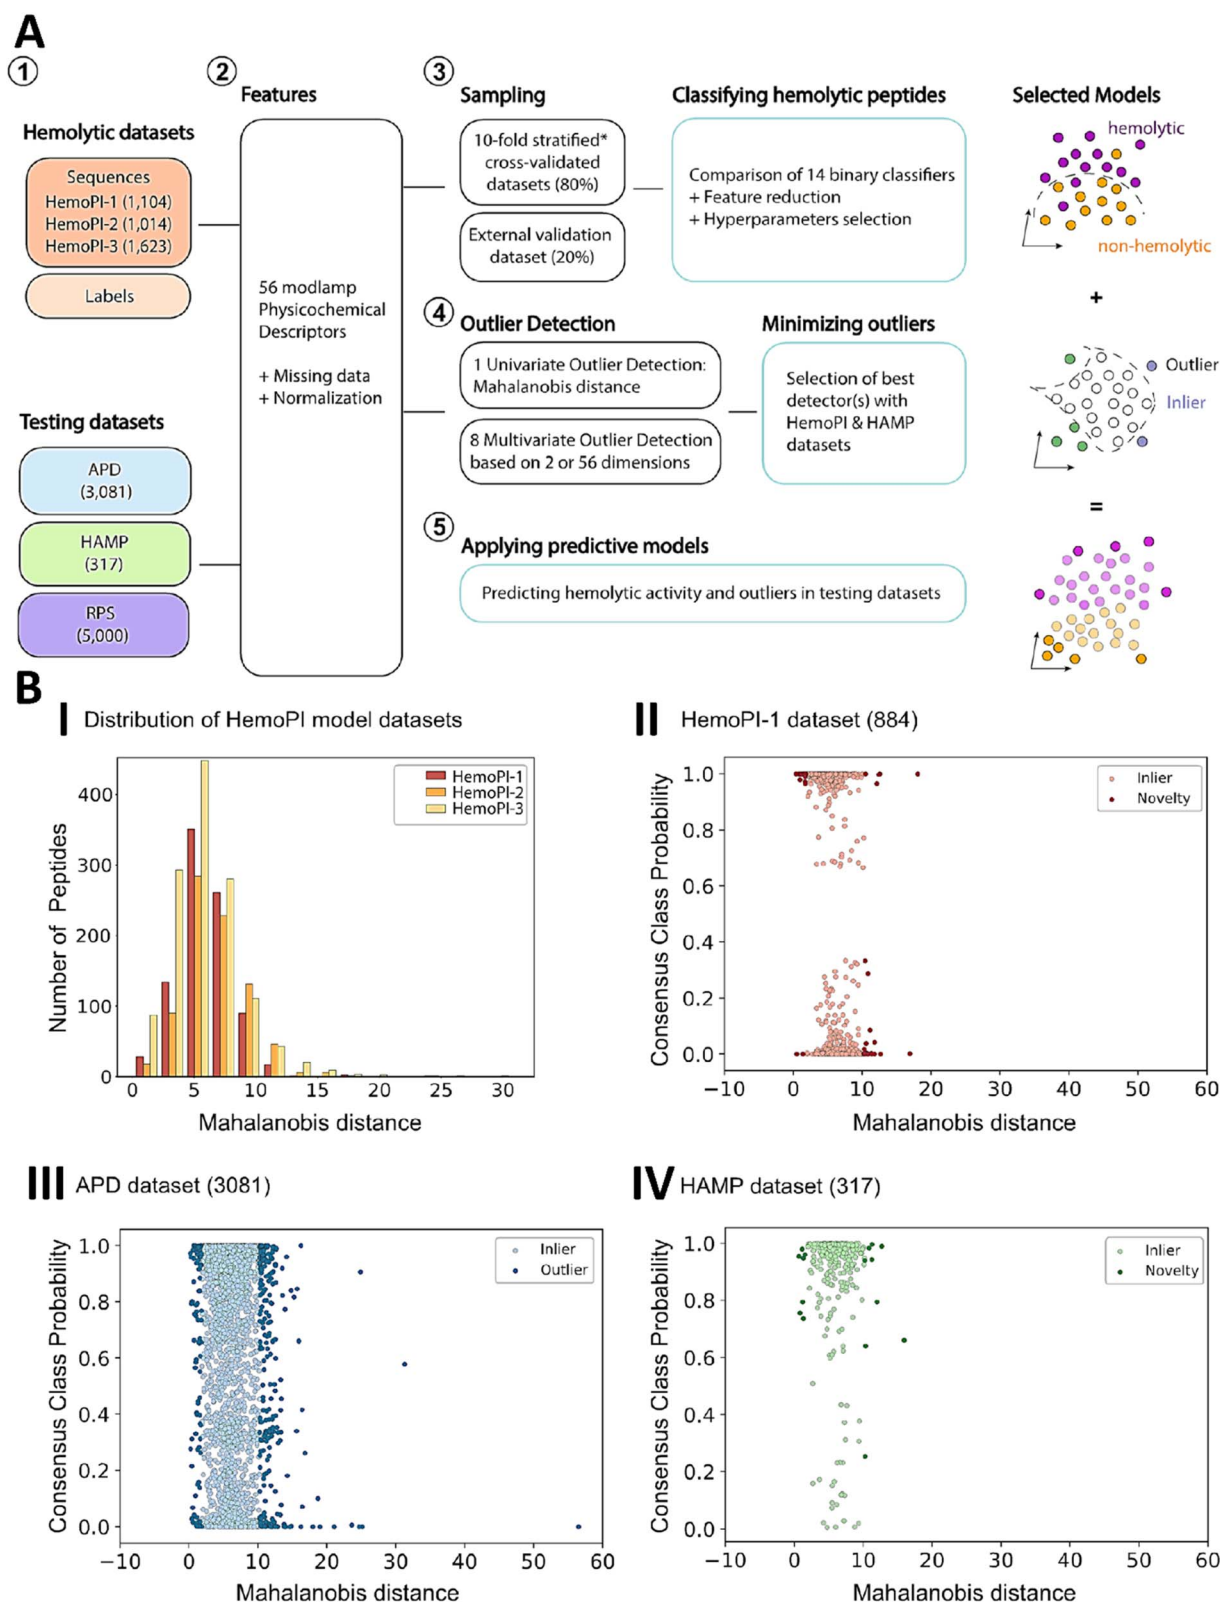 A
1
Hemolytic datasets
Sequences
HemoPI-1 (1,104)
HemoPI-2 (1,014)
HemoPI-3 (1,623)
Labels
Testing datasets
APD
(3,081)
HAMP
(317)
RPS
(5,000)
2
Features
56 modlamp
Physicochemical
Descriptors
+ Missing data
+ Normalization
3
Sampling
10-fold stratified*
cross-validated
datasets (80%)
External validation
dataset (20%)
Classifying hemolytic peptides
Comparison of 14 binary classifiers
+ Feature reduction
+ Hyperparameters selection
4
Outlier Detection
1 Univariate Outlier Detection:
Mahalanobis distance
8 Multivariate Outlier Detection
based on 2 or 56 dimensions
Minimizing outliers
Selection of best
detector(s) with
HemoPI & HAMP
datasets
5
Applying predictive models
Predicting hemolytic activity and outliers in testing datasets
Selected Models
hemolytic
non-hemolytic
+
Outlier
Inlier
=
B
I Distribution of HemoPI model datasets
HemoPI-1
HemoPI-2
HemoPI-3
Number of Peptides
400
300
200
100
0
0 5 10 15 20 25 30
Mahalanobis distance
II HemoPI-1 dataset (884)
Inlier
Novelty
Consensus Class Probability
1.0
0.8
0.6
0.4
0.2
0.0
−10 0 10 20 30 40 50 60
Mahalanobis distance
III APD dataset (3081)
Inlier
Outlier
Consensus Class Probability
1.0
0.8
0.6
0.4
0.2
0.0
−10 0 10 20 30 40 50 60
Mahalanobis distance
IV HAMP dataset (317)
Inlier
Novelty
Consensus Class Probability
1.0
0.8
0.6
0.4
0.2
0.0
−10 0 10 20 30 40 50 60
Mahalanobis distance